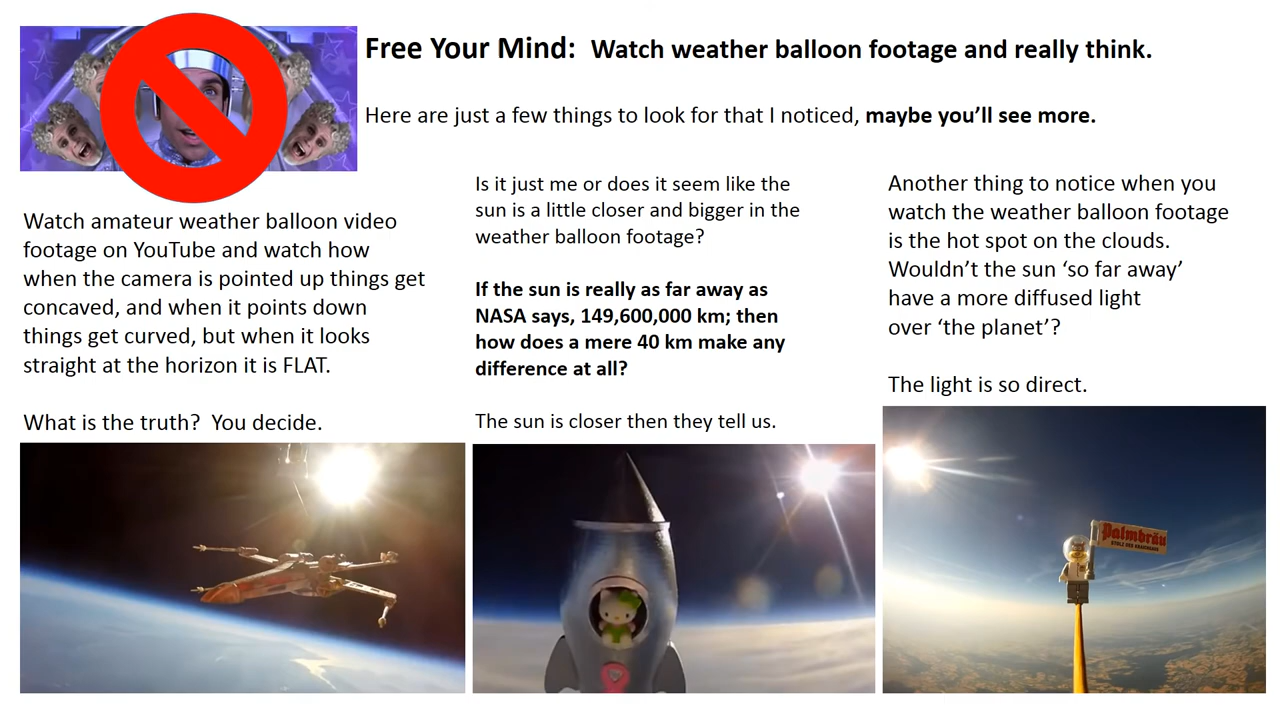 Free Your Mind:  Watch weather balloon footage and really think.
Here are just a few things to look for that I noticed, maybe you’ll see more.
Watch amateur weather balloon video
footage on YouTube and watch how
when the camera is pointed up things get
concaved, and when it points down
things get curved, but when it looks
straight at the horizon it is FLAT.
What is the truth?  You decide.
Is it just me or does it seem like the
sun is a little closer and bigger in the
weather balloon footage?
If the sun is really as far away as
NASA says, 149,600,000 km; then
how does a mere 40 km make any
difference at all?
The sun is closer then they tell us.
Another thing to notice when you
watch the weather balloon footage
is the hot spot on the clouds.
Wouldn’t the sun ‘so far away’
have a more diffused light
over ‘the planet’?
The light is so direct.
Palmbräu